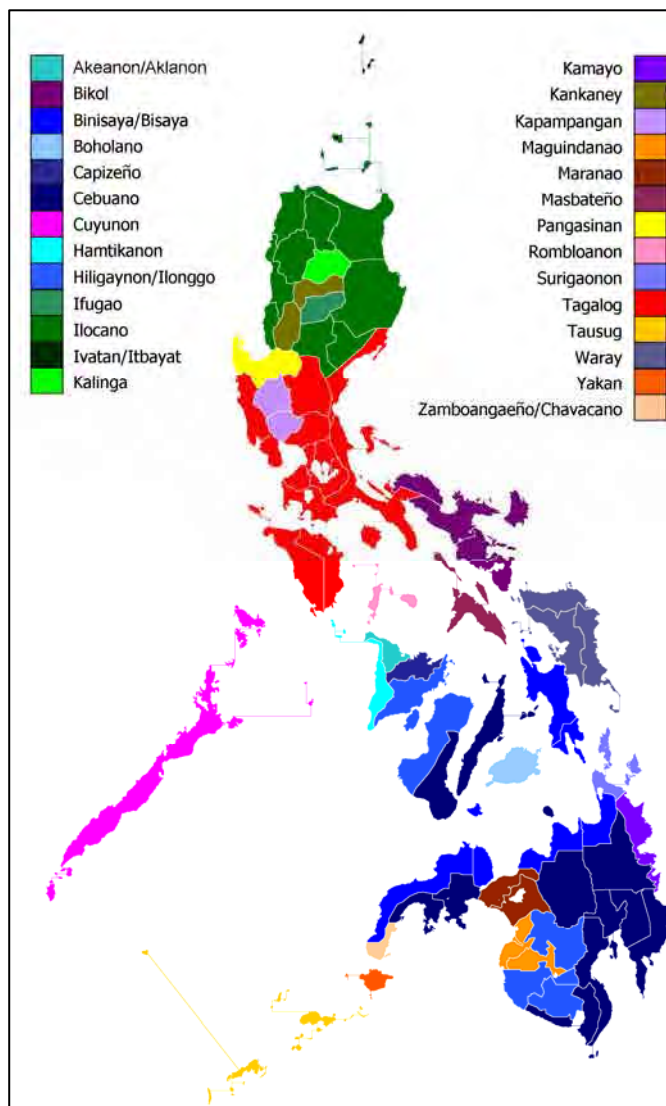 Akeanon/Aklanon
Bikol
Binisaya/Bisaya
Boholano
Capizeño
Cebuano
Cuyunon
Hamtikanon
Hiligaynon/Ilonggo
Ifugao
Ilocano
Ivatan/Itbayat
Kalinga
Kamayo
Kankaney
Kapampangan
Maguindanao
Maranao
Masbateño
Pangasinan
Rombloanon
Surigaonon
Tagalog
Tausug
Waray
Yakan
Zamboangaeño/Chavacano